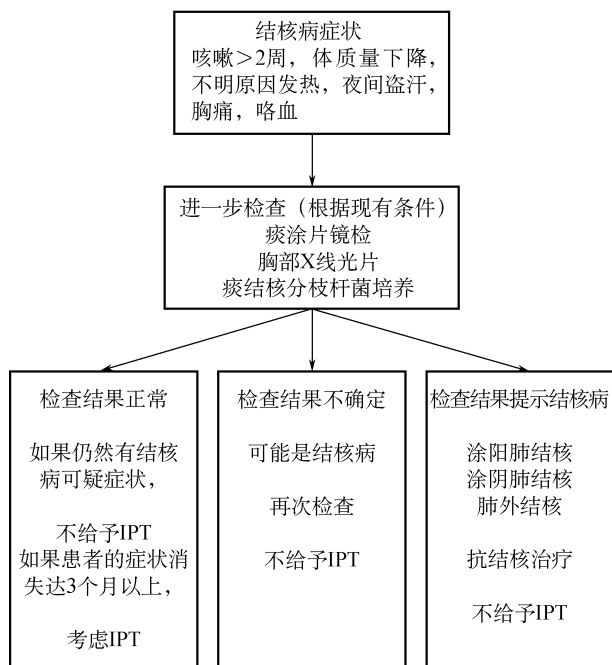 结核病症状
咳嗽＞2周，体质量下降，
不明原因发热，夜间盗汗，
胸痛，咯血
进一步检查（根据现有条件）
痰涂片镜检
胸部X线光片
痰结核分枝杆菌培养
检查结果正常
如果仍然有结核
病可疑症状，
不给予IPT
如果患者的症状消
失达3个月以上，
考虑IPT
检查结果不确定
可能是结核病
再次检查
不给予IPT
检查结果提示结核病
涂阳肺结核
涂阴肺结核
肺外结核
抗结核治疗
不给予IPT